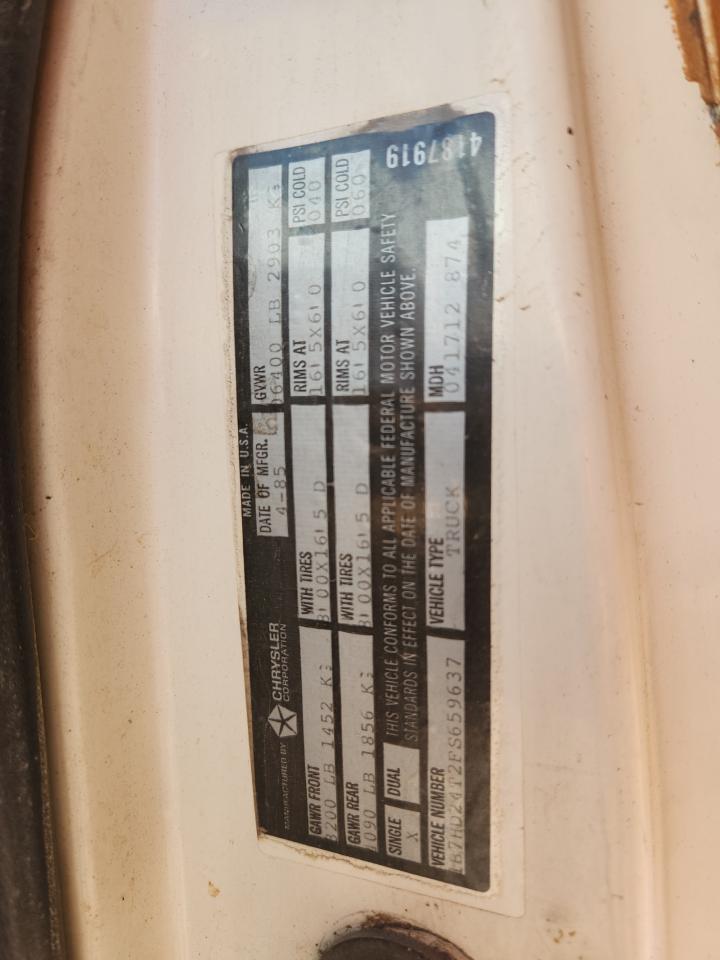 MADE IN U.S.A.
MANUFACTURED BY CHRYSLER CORPORATION
DATE OF MFGR. GVWR
4-85 06400 LB 2903 KG
GAWR FRONT WITH TIRES RIMS AT PSI COLD
3200 LB 1452 KG 8.00X16.5 D 16.5X6.0 040
GAWR REAR WITH TIRES RIMS AT PSI COLD
4090 LB 1856 KG 8.00X16.5 D 16.5X6.0 060
SINGLE X DUAL
THIS VEHICLE CONFORMS TO ALL APPLICABLE FEDERAL MOTOR VEHICLE SAFETY
STANDARDS IN EFFECT ON THE DATE OF MANUFACTURE SHOWN ABOVE.
VEHICLE NUMBER VEHICLE TYPE MDH
1B7HD24T2FS659637 TRUCK 041712 874
4187919